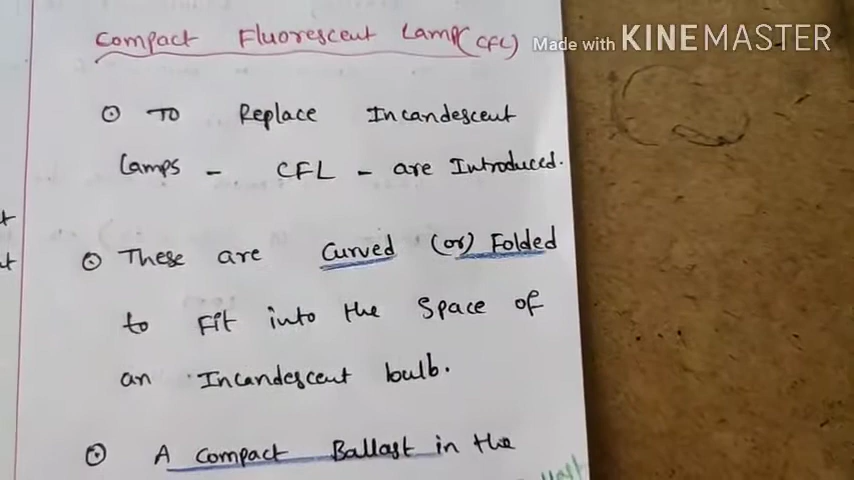 Compact Fluorescent Lamp (CFL)
Made with KINEMASTER
⊙ To Replace Incandescent
Lamps - CFL - are Introduced.
⊙ These are Curved (or) Folded
to Fit into the Space of
an Incandescent bulb.
⊙ A Compact Ballast in the